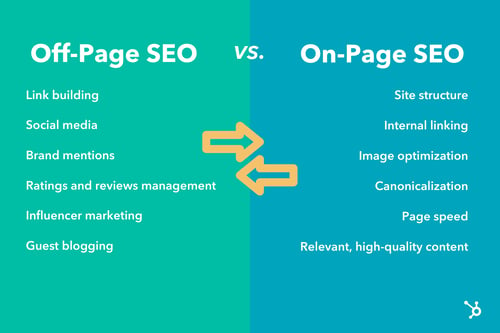 Off-Page SEO vs. On-Page SEO
Link building
Social media
Brand mentions
Ratings and reviews management
Influencer marketing
Guest blogging
Site structure
Internal linking
Image optimization
Canonicalization
Page speed
Relevant, high-quality content